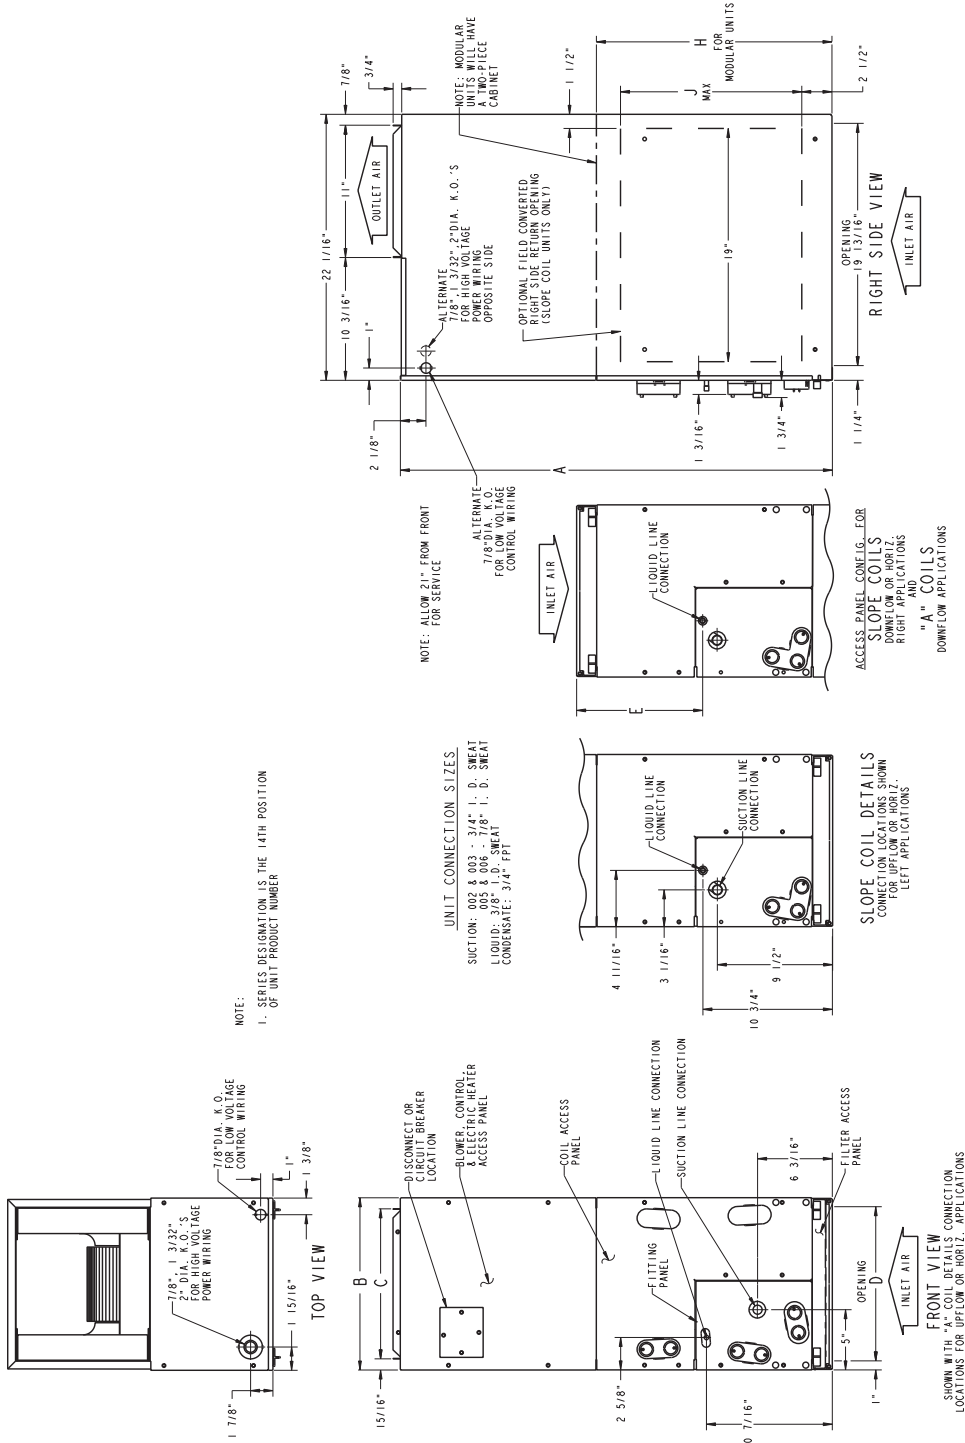 22 1/16"
10 3/16"
11"
7/8"
3/4"
1"
2 1/8"
OUTLET AIR
NOTE: MODULAR
UNITS WILL HAVE
A TWO-PIECE
CABINET
ALTERNATE
7/8", 1 3/32", 2"DIA. K.O.'S
FOR HIGH VOLTAGE
POWER WIRING
OPPOSITE SIDE
1 1/2"
OPTIONAL FIELD CONVERTED
RIGHT SIDE RETURN OPENING
(SLOPE COIL UNITS ONLY)
H
FOR
MODULAR UNITS
J
MAX
A
19"
2 1/2"
1 3/16"
1 3/4"
1 1/4"
OPENING
19 13/16"
RIGHT SIDE VIEW
INLET AIR
ALTERNATE
7/8"DIA. K.O.
FOR LOW VOLTAGE
CONTROL WIRING
NOTE: ALLOW 21" FROM FRONT
FOR SERVICE
INLET AIR
E
LIQUID LINE
CONNECTION
ACCESS PANEL CONFIG. FOR
SLOPE COILS
DOWNFLOW OR HORIZ.
RIGHT APPLICATIONS
AND
"A" COILS
DOWNFLOW APPLICATIONS
UNIT CONNECTION SIZES
SUCTION: 002 & 003 - 3/4" I. D. SWEAT
005 & 006 - 7/8" I. D. SWEAT
LIQUID: 3/8" I.D. SWEAT
CONDENSATE: 3/4" FPT
LIQUID LINE
CONNECTION
SUCTION LINE
CONNECTION
4 11/16"
3 1/16"
9 1/2"
10 3/4"
SLOPE COIL DETAILS
CONNECTION LOCATIONS SHOWN
FOR UPFLOW OR HORIZ.
LEFT APPLICATIONS
NOTE:
1. SERIES DESIGNATION IS THE 14TH POSITION
OF UNIT PRODUCT NUMBER
7/8"DIA. K.O.
FOR LOW VOLTAGE
CONTROL WIRING
7/8", 1 3/32"
2" DIA. K.O.'S
FOR HIGH VOLTAGE
POWER WIRING
1"
1 3/8"
1 15/16"
1 7/8"
TOP VIEW
B
C
15/16"
DISCONNECT OR
CIRCUIT BREAKER
LOCATION
BLOWER, CONTROL,
& ELECTRIC HEATER
ACCESS PANEL
COIL ACCESS
PANEL
LIQUID LINE CONNECTION
SUCTION LINE CONNECTION
FITTING
PANEL
6 3/16"
FILTER ACCESS
PANEL
2 5/8"
0 7/16"
5"
1"
OPENING
D
INLET AIR
FRONT VIEW
SHOWN WITH "A" COIL DETAILS CONNECTION
LOCATIONS FOR UPFLOW OR HORIZ. APPLICATIONS